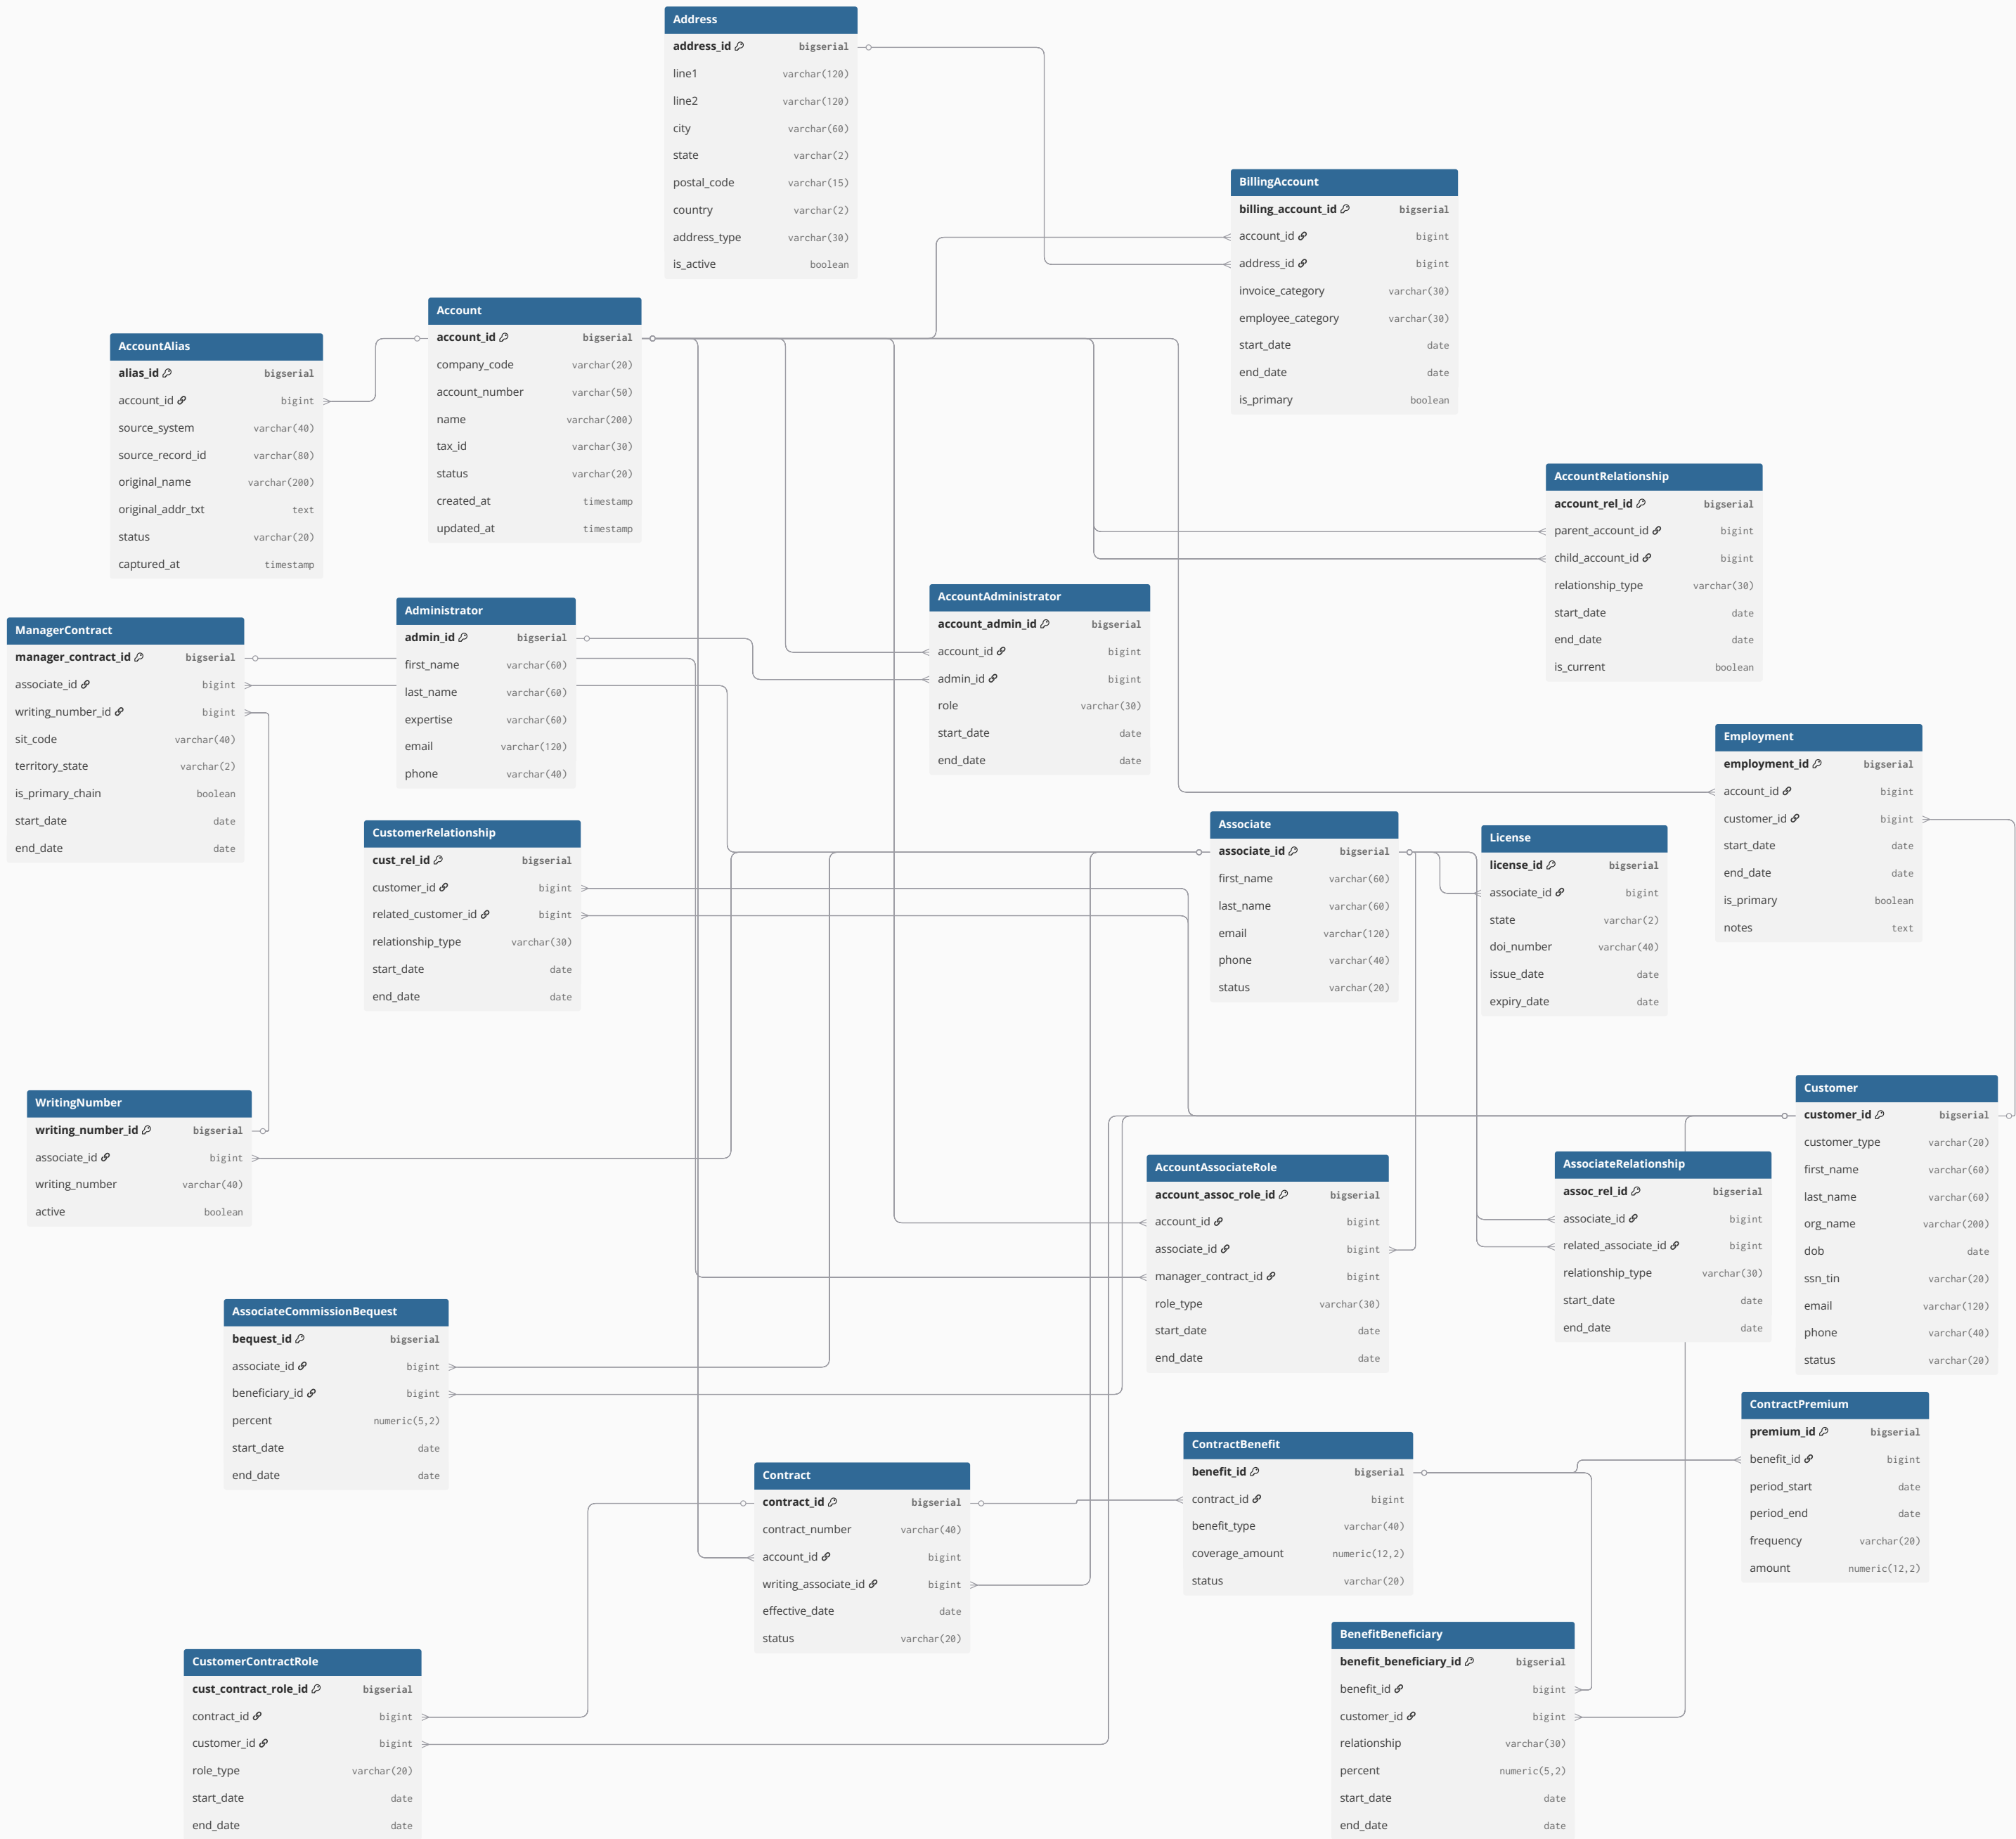 Address
address_id bigserial
line1 varchar(120)
line2 varchar(120)
city varchar(60)
state varchar(2)
postal_code varchar(15)
country varchar(2)
address_type varchar(30)
is_active boolean
BillingAccount
billing_account_id bigserial
account_id bigint
address_id bigint
invoice_category varchar(30)
employee_category varchar(30)
start_date date
end_date date
is_primary boolean
Account
account_id bigserial
company_code varchar(20)
account_number varchar(50)
name varchar(200)
tax_id varchar(30)
status varchar(20)
created_at timestamp
updated_at timestamp
AccountAlias
alias_id bigserial
account_id bigint
source_system varchar(40)
source_record_id varchar(80)
original_name varchar(200)
original_addr_txt text
status varchar(20)
captured_at timestamp
AccountRelationship
account_rel_id bigserial
parent_account_id bigint
child_account_id bigint
relationship_type varchar(30)
start_date date
end_date date
is_current boolean
AccountAdministrator
account_admin_id bigserial
account_id bigint
admin_id bigint
role varchar(30)
start_date date
end_date date
Administrator
admin_id bigserial
first_name varchar(60)
last_name varchar(60)
expertise varchar(60)
email varchar(120)
phone varchar(40)
ManagerContract
manager_contract_id bigserial
associate_id bigint
writing_number_id bigint
sit_code varchar(40)
territory_state varchar(2)
is_primary_chain boolean
start_date date
end_date date
Employment
employment_id bigserial
account_id bigint
customer_id bigint
start_date date
end_date date
is_primary boolean
notes text
CustomerRelationship
cust_rel_id bigserial
customer_id bigint
related_customer_id bigint
relationship_type varchar(30)
start_date date
end_date date
Associate
associate_id bigserial
first_name varchar(60)
last_name varchar(60)
email varchar(120)
phone varchar(40)
status varchar(20)
License
license_id bigserial
associate_id bigint
state varchar(2)
doi_number varchar(40)
issue_date date
expiry_date date
WritingNumber
writing_number_id bigserial
associate_id bigint
writing_number varchar(40)
active boolean
Customer
customer_id bigserial
customer_type varchar(20)
first_name varchar(60)
last_name varchar(60)
org_name varchar(200)
dob date
ssn_tin varchar(20)
email varchar(120)
phone varchar(40)
status varchar(20)
AccountAssociateRole
account_assoc_role_id bigserial
account_id bigint
associate_id bigint
manager_contract_id bigint
role_type varchar(30)
start_date date
end_date date
AssociateRelationship
assoc_rel_id bigserial
associate_id bigint
related_associate_id bigint
relationship_type varchar(30)
start_date date
end_date date
AssociateCommissionBequest
bequest_id bigserial
associate_id bigint
beneficiary_id bigint
percent numeric(5,2)
start_date date
end_date date
ContractPremium
premium_id bigserial
benefit_id bigint
period_start date
period_end date
frequency varchar(20)
amount numeric(12,2)
ContractBenefit
benefit_id bigserial
contract_id bigint
benefit_type varchar(40)
coverage_amount numeric(12,2)
status varchar(20)
Contract
contract_id bigserial
contract_number varchar(40)
account_id bigint
writing_associate_id bigint
effective_date date
status varchar(20)
BenefitBeneficiary
benefit_beneficiary_id bigserial
benefit_id bigint
customer_id bigint
relationship varchar(30)
percent numeric(5,2)
start_date date
end_date date
CustomerContractRole
cust_contract_role_id bigserial
contract_id bigint
customer_id bigint
role_type varchar(20)
start_date date
end_date date